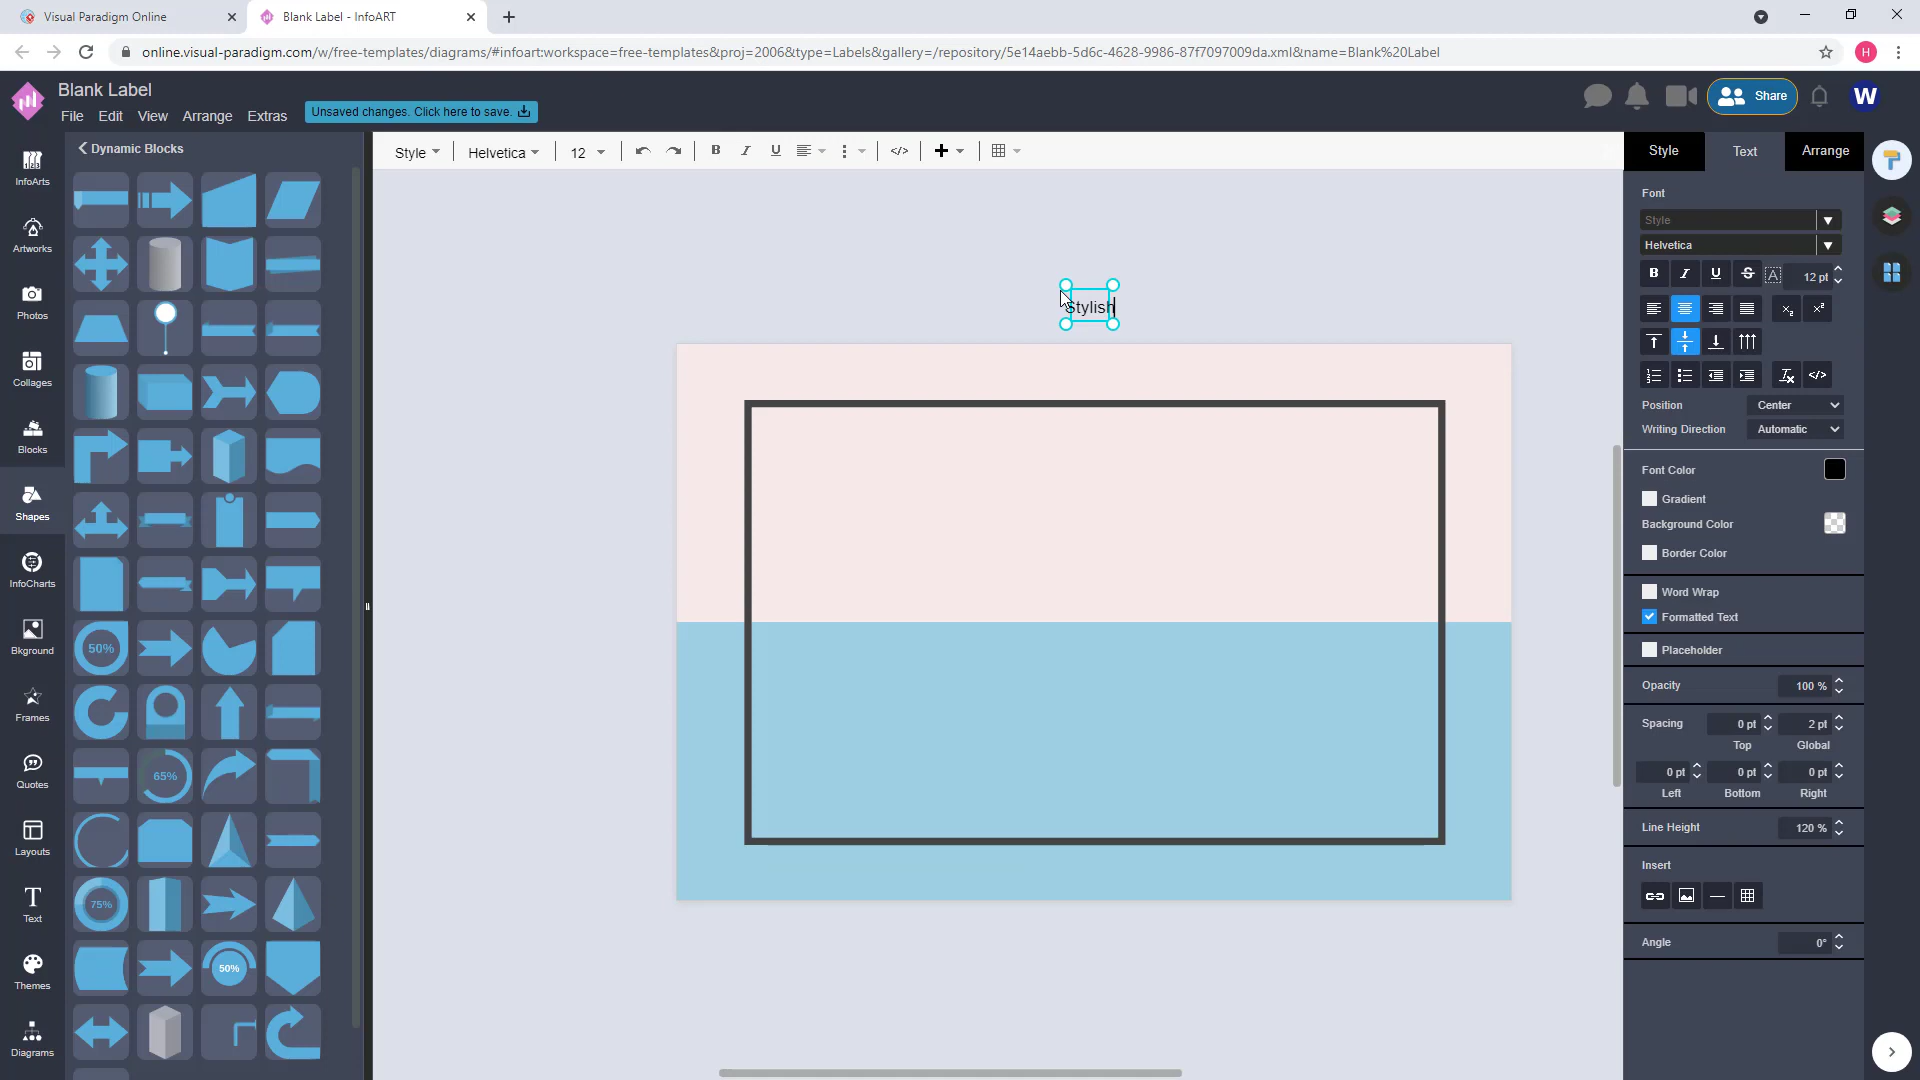 Visual Paradigm Online
Blank Label - InfoART
online.visual-paradigm.com/w/free-templates/diagrams/#infoart:workspace=free-templates&proj=2006&type=Labels&gallery=/repository/5e14aebb-5d6c-4628-9986-87f7097009da.xml&name=Blank%20Label
H
Blank Label
File Edit View Arrange Extras
Unsaved changes. Click here to save.
Share
W
Dynamic Blocks
Style
Helvetica
12
B I U
Style Text Arrange
InfoArts
Artworks
Photos
Collages
Blocks
Shapes
InfoCharts
Bkground
Frames
Quotes
Layouts
Text
Themes
Diagrams
50%
65%
75%
50%
Stylish
Font
Style
Helvetica
B I U S A 12 pt
Position Center
Writing Direction Automatic
Font Color
Gradient
Background Color
Border Color
Word Wrap
Formatted Text
Placeholder
Opacity 100 %
Spacing 0 pt 2 pt
Top Global
0 pt 0 pt 0 pt
Left Bottom Right
Line Height 120 %
Insert
Angle 0°